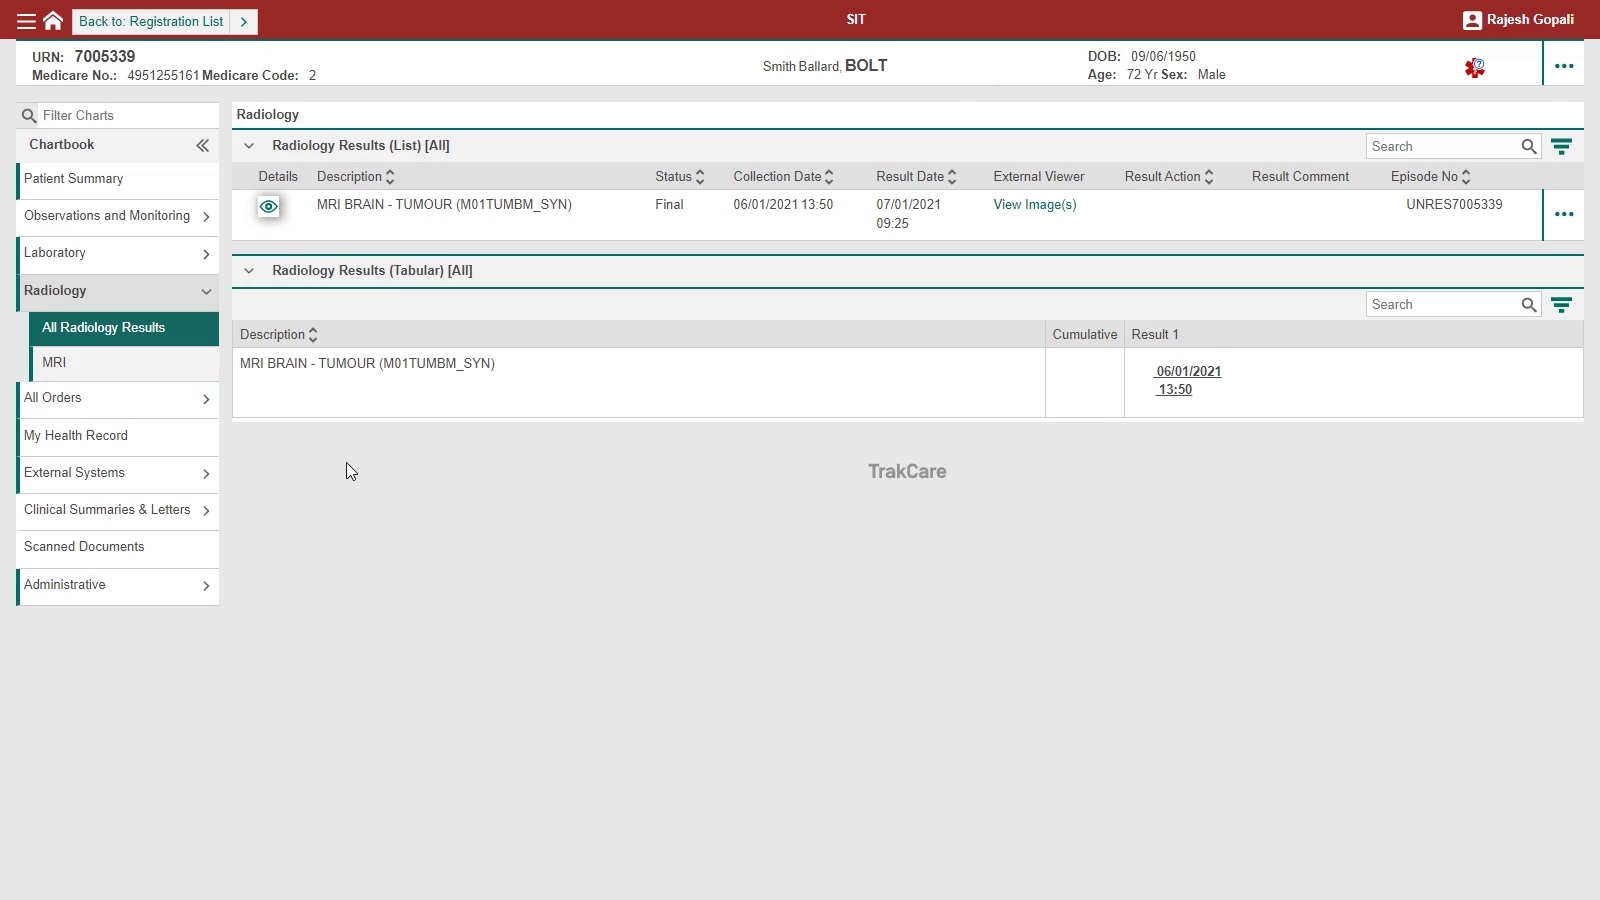 Back to: Registration List
SIT
Rajesh Gopali
URN: 7005339
Medicare No.: 4951255161 Medicare Code: 2
Smith Ballard, BOLT
DOB: 09/06/1950
Age: 72 Yr Sex: Male
Filter Charts
Chartbook
Patient Summary
Observations and Monitoring
Laboratory
Radiology
All Radiology Results
MRI
All Orders
My Health Record
External Systems
Clinical Summaries & Letters
Scanned Documents
Administrative
Radiology
Radiology Results (List) [All]
Search
Details Description Status Collection Date Result Date External Viewer Result Action Result Comment Episode No
MRI BRAIN - TUMOUR (M01TUMBM_SYN) Final 06/01/2021 13:50 07/01/2021 View Image(s) UNRES7005339
09:25
Radiology Results (Tabular) [All]
Search
Description Cumulative Result 1
MRI BRAIN - TUMOUR (M01TUMBM_SYN)
06/01/2021
13:50
TrakCare